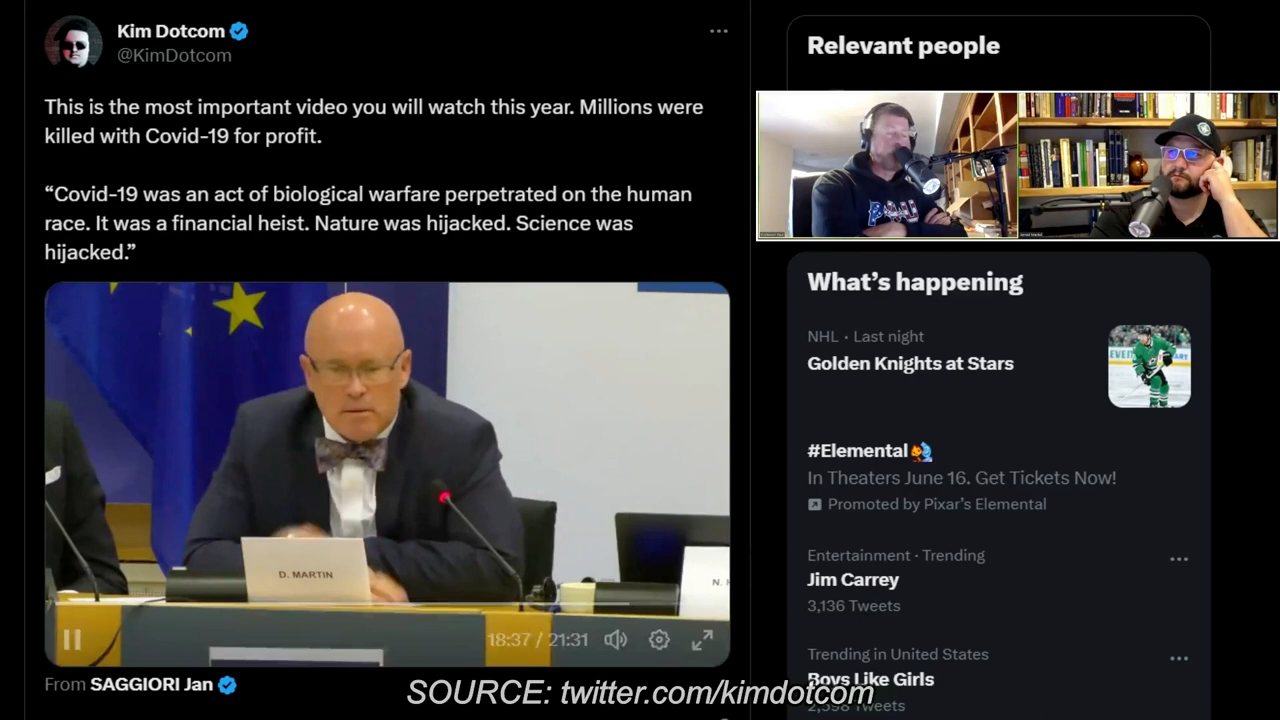 Kim Dotcom
@KimDotcom
This is the most important video you will watch this year. Millions were
killed with Covid-19 for profit.
“Covid-19 was an act of biological warfare perpetrated on the human
race. It was a financial heist. Nature was hijacked. Science was
hijacked.”
D. MARTIN
N.
18:37 / 21:31
From SAGGIORI Jan
Relevant people
What’s happening
NHL · Last night
Golden Knights at Stars
#Elemental
In Theaters June 16. Get Tickets Now!
Promoted by Pixar’s Elemental
Entertainment · Trending
Jim Carrey
3,136 Tweets
Trending in United States
Boys Like Girls
2,598 Tweets
SOURCE: twitter.com/kimdotcom